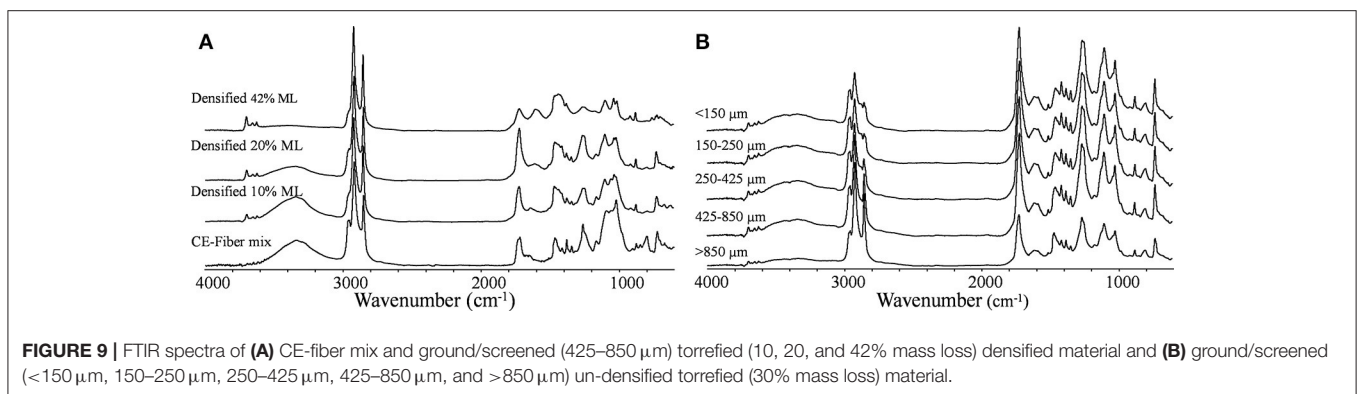 A
Densified 42% ML
Densified 20% ML
Densified 10% ML
CE-Fiber mix
4000 3000 2000 1000
Wavenumber (cm-1)
B
<150 μm
150-250 μm
250-425 μm
425-850 μm
>850 μm
4000 3000 2000 1000
Wavenumber (cm-1)
FIGURE 9 | FTIR spectra of (A) CE-fiber mix and ground/screened (425–850 μm) torrefied (10, 20, and 42% mass loss) densified material and (B) ground/screened
(<150 μm, 150–250 μm, 250–425 μm, 425–850 μm, and >850 μm) un-densified torrefied (30% mass loss) material.